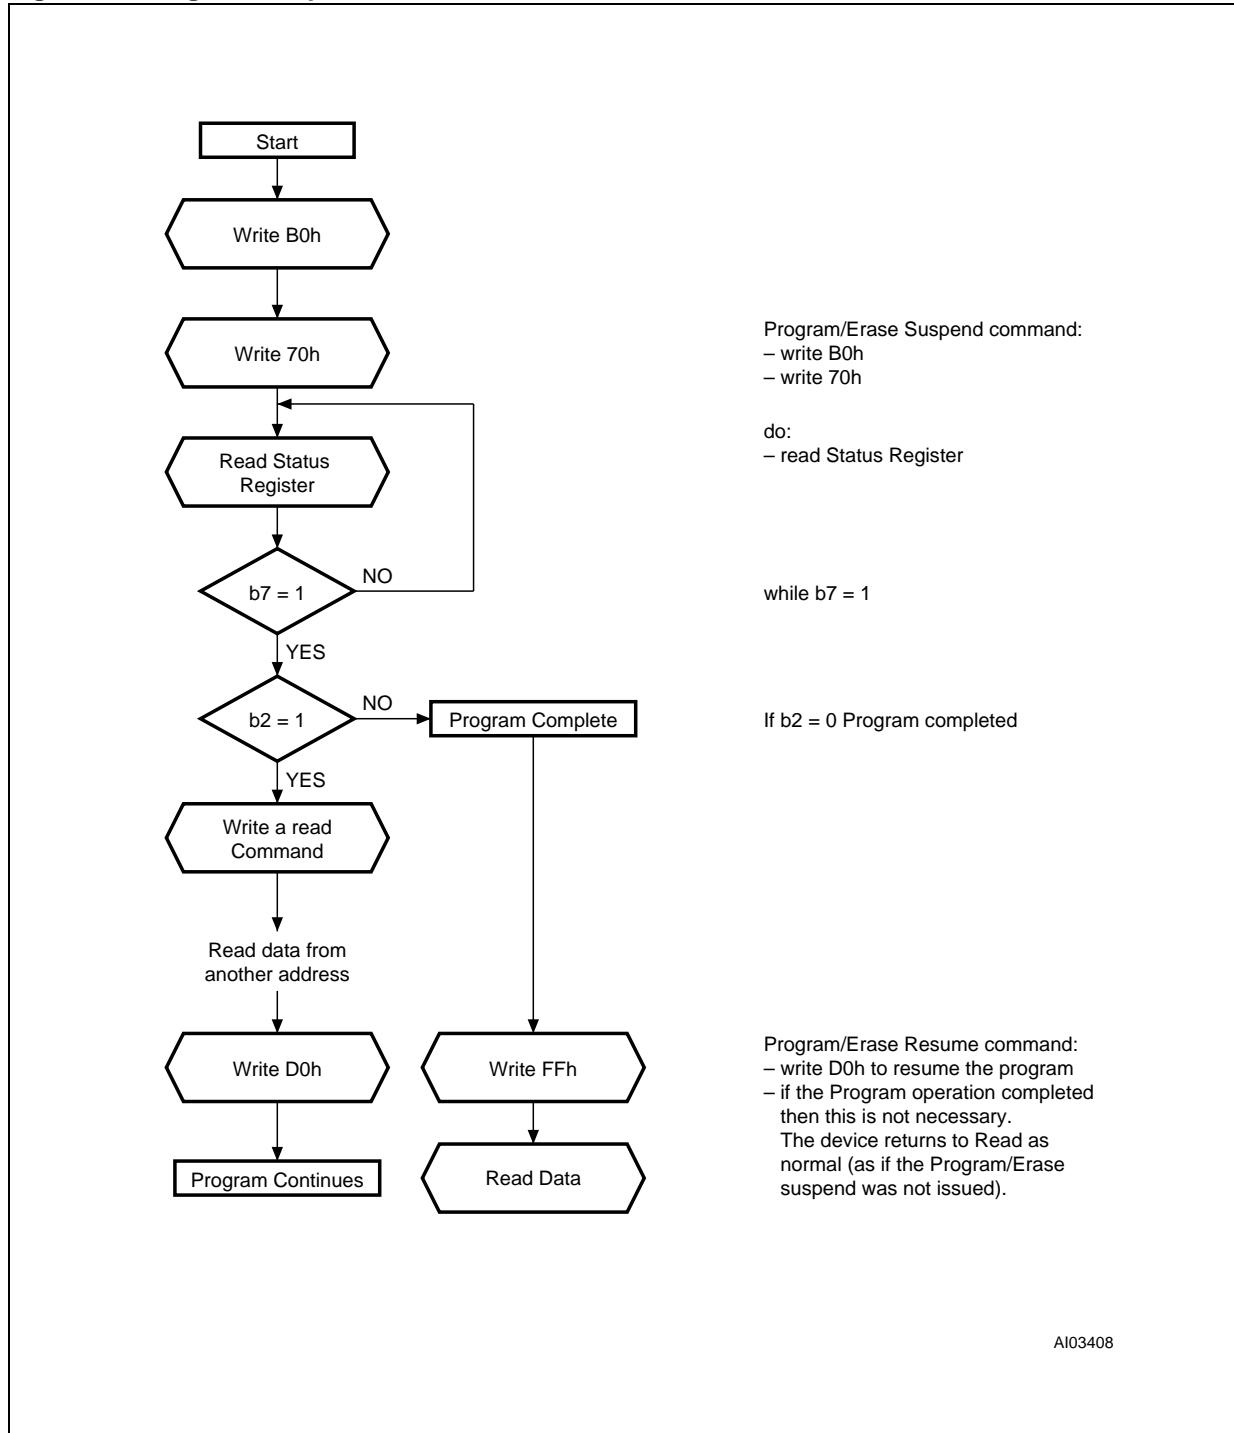 Start
Write B0h
Write 70h
Program/Erase Suspend command:
– write B0h
– write 70h
do:
– read Status Register
Read Status
Register
NO
b7 = 1
while b7 = 1
YES
NO
b2 = 1
Program Complete
If b2 = 0 Program completed
YES
Write a read
Command
Read data from
another address
Write D0h
Write FFh
Program/Erase Resume command:
– write D0h to resume the program
– if the Program operation completed
then this is not necessary.
The device returns to Read as
normal (as if the Program/Erase
suspend was not issued).
Program Continues
Read Data
AI03408